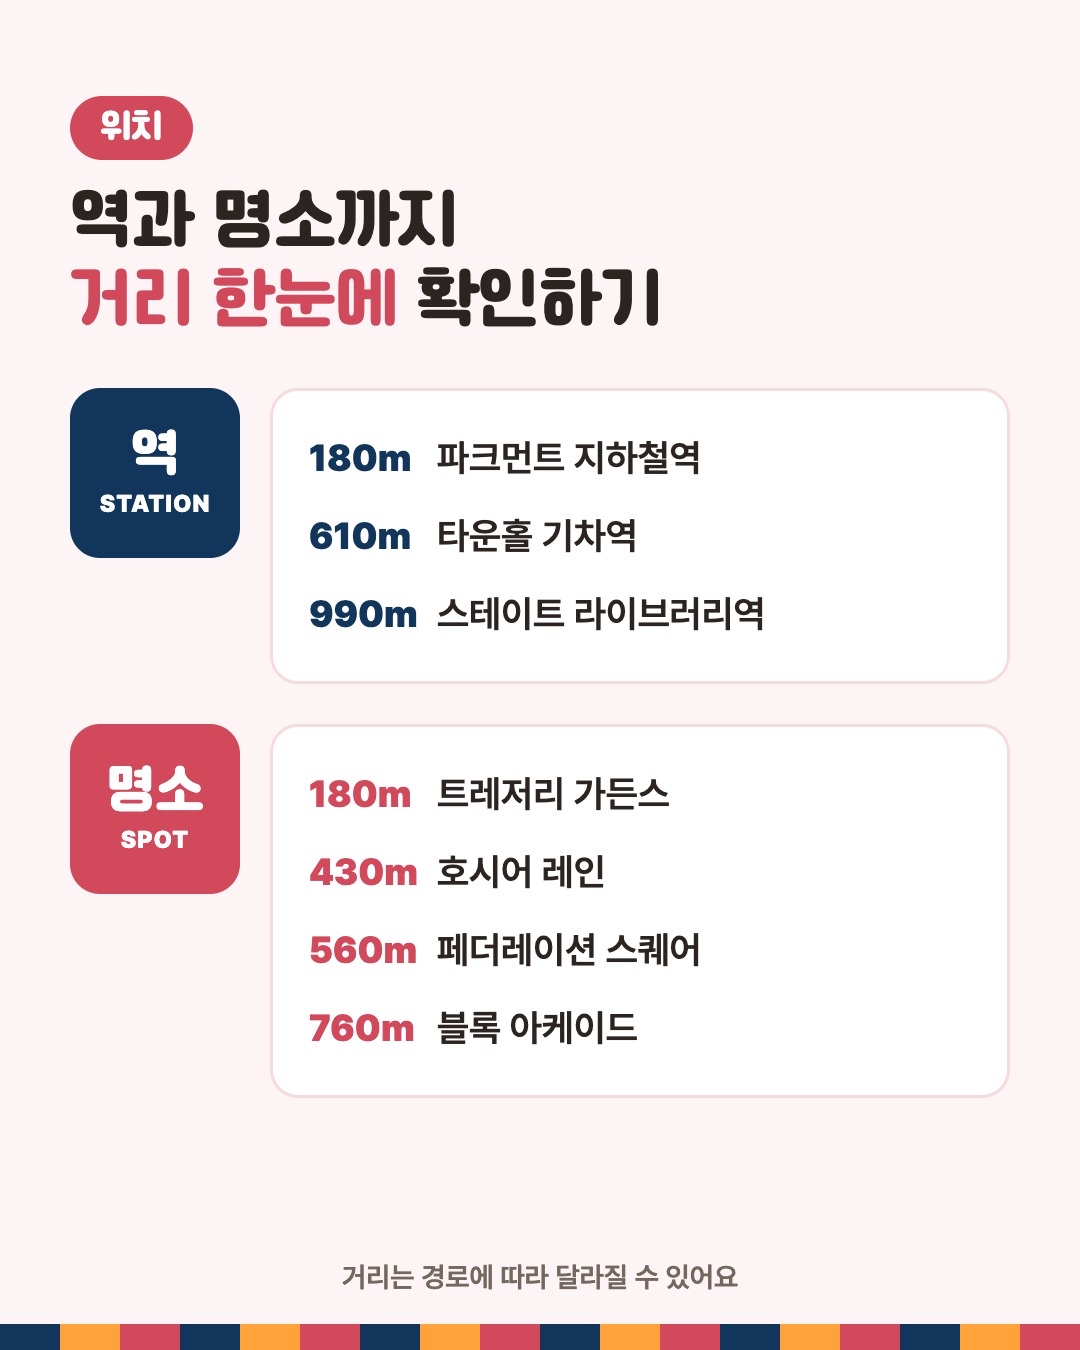 위치
역과 명소까지
거리 한눈에 확인하기
역
STATION
180m 파크먼트 지하철역
610m 타운홀 기차역
990m 스테이트 라이브러리역
명소
SPOT
180m 트레저리 가든스
430m 호시어 레인
560m 페더레이션 스퀘어
760m 블록 아케이드
거리는 경로에 따라 달라질 수 있어요